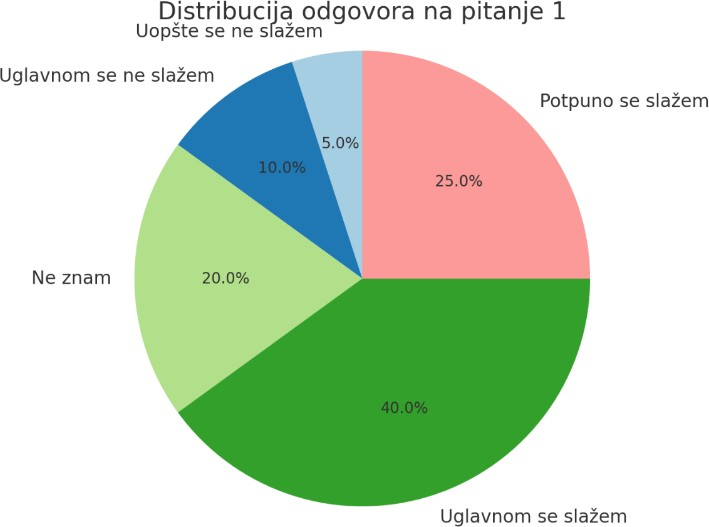 Distribucija odgovora na pitanje 1
Uopšte se ne slažem
Uglavnom se ne slažem
Potpuno se slažem
5.0%
10.0%
25.0%
Ne znam
20.0%
40.0%
Uglavnom se slažem